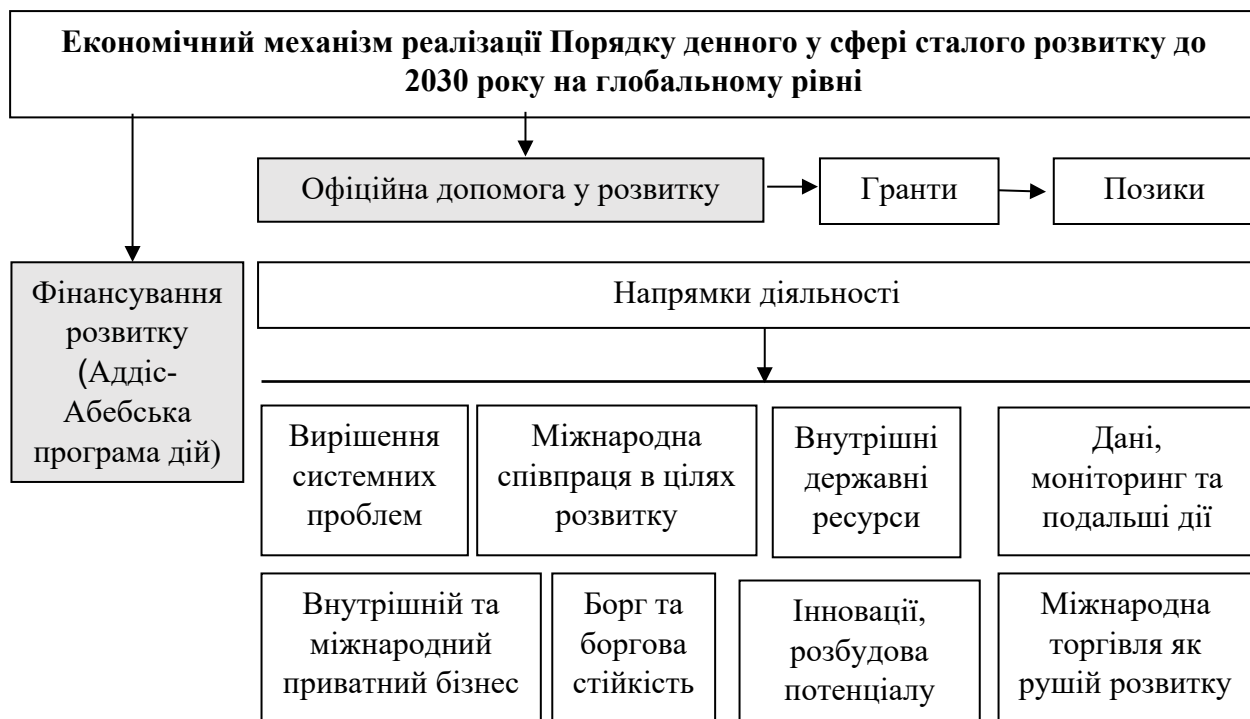 Економічний механізм реалізації Порядку денного у сфері сталого розвитку до
2030 року на глобальному рівні
Офіційна допомога у розвитку
Гранти
Позики
Фінансування
розвитку
(Аддіс-
Абебська
програма дій)
Напрямки діяльності
Вирішення
системних
проблем
Міжнародна
співпраця в цілях
розвитку
Внутрішні
державні
ресурси
Дані,
моніторинг та
подальші дії
Внутрішній та
міжнародний
приватний бізнес
Борг та
боргова
стійкість
Інновації,
розбудова
потенціалу
Міжнародна
торгівля як
рушій розвитку